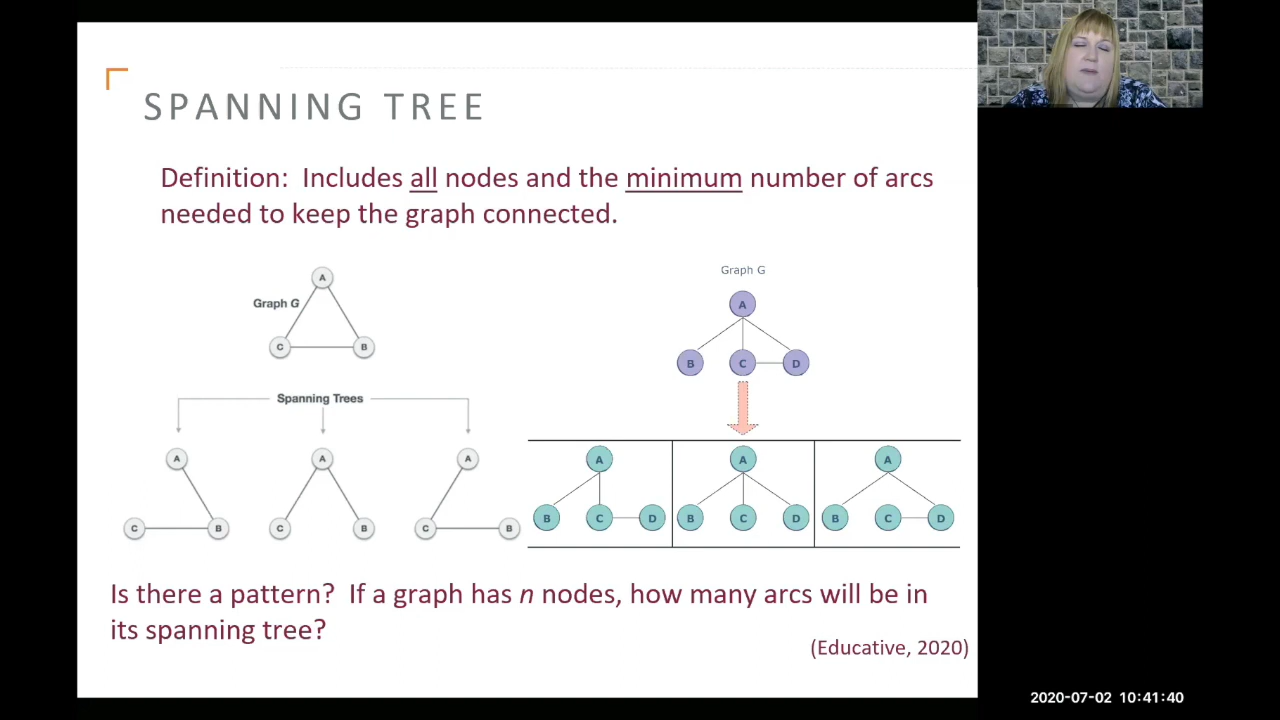 SPANNING TREE
Definition: Includes all nodes and the minimum number of arcs
needed to keep the graph connected.
A
Graph G
C
B
Spanning Trees
A
C
B
A
C
B
A
C
B
Graph G
A
B
C
D
A
B
C
D
A
B
C
D
A
B
C
D
Is there a pattern? If a graph has n nodes, how many arcs will be in
its spanning tree?
(Educative, 2020)
2020-07-02 10:41:40